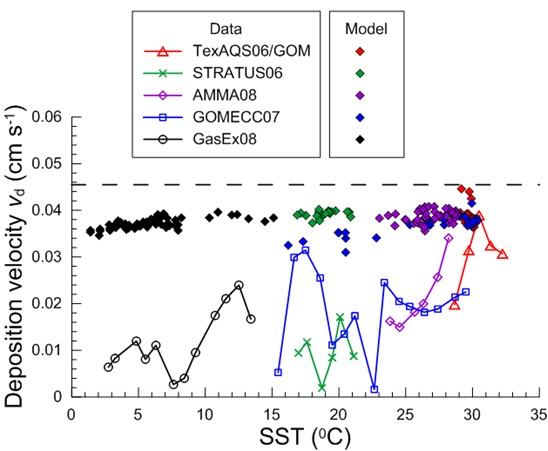 Data
Model
TexAQS06/GOM
STRATUS06
AMMA08
GOMECC07
GasEx08
0.06
0.05
0.04
0.03
0.02
0.01
0
Deposition velocity vd (cm s-1)
0 5 10 15 20 25 30 35
SST (0C)